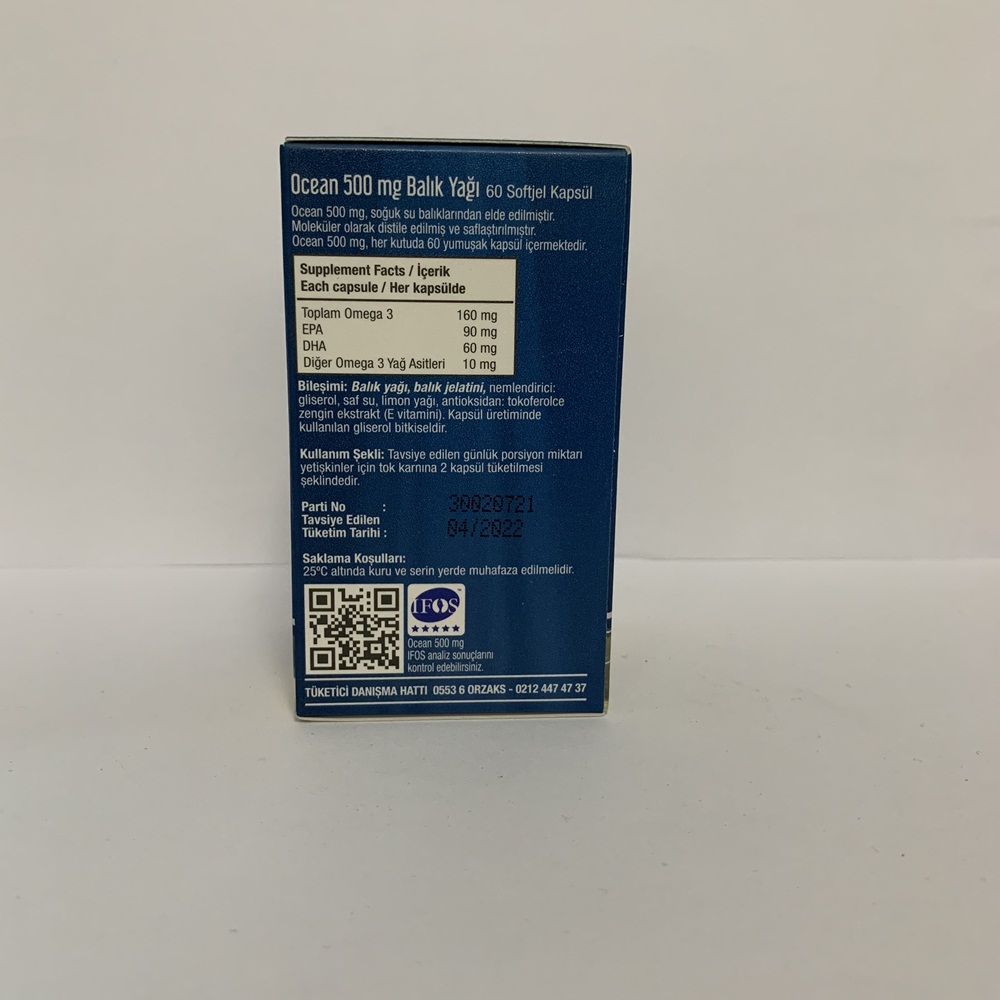 Ocean 500 mg Balık Yağı 60 Softjel Kapsül
Ocean 500 mg, soğuk su balıklarından elde edilmiştir.
Moleküler olarak distile edilmiş ve saflaştırılmıştır.
Ocean 500 mg, her kutuda 60 yumuşak kapsül içermektedir.
Supplement Facts / İçerik
Each capsule / Her kapsülde
Toplam Omega 3 160 mg
EPA 90 mg
DHA 60 mg
Diğer Omega 3 Yağ Asitleri 10 mg
Bileşimi: Balık yağı, balık jelatini, nemlendirici:
gliserol, saf su, limon yağı, antioksidan: tokoferolce
zengin ekstrakt (E vitamini). Kapsül üretiminde
kullanılan gliserol bitkiseldir.
Kullanım Şekli: Tavsiye edilen günlük porsiyon miktarı
yetişkinler için tok karnına 2 kapsül tüketilmesi
şeklindedir.
Parti No : 30020721
Tavsiye Edilen
Tüketim Tarihi : 04/2022
Saklama Koşulları:
25°C altında kuru ve serin yerde muhafaza edilmelidir.
IFOS
Ocean 500 mg
IFOS analiz sonuçlarını
kontrol edebilirsiniz.
TÜKETİCİ DANIŞMA HATTI 0553 6 ORZAKS - 0212 447 47 37